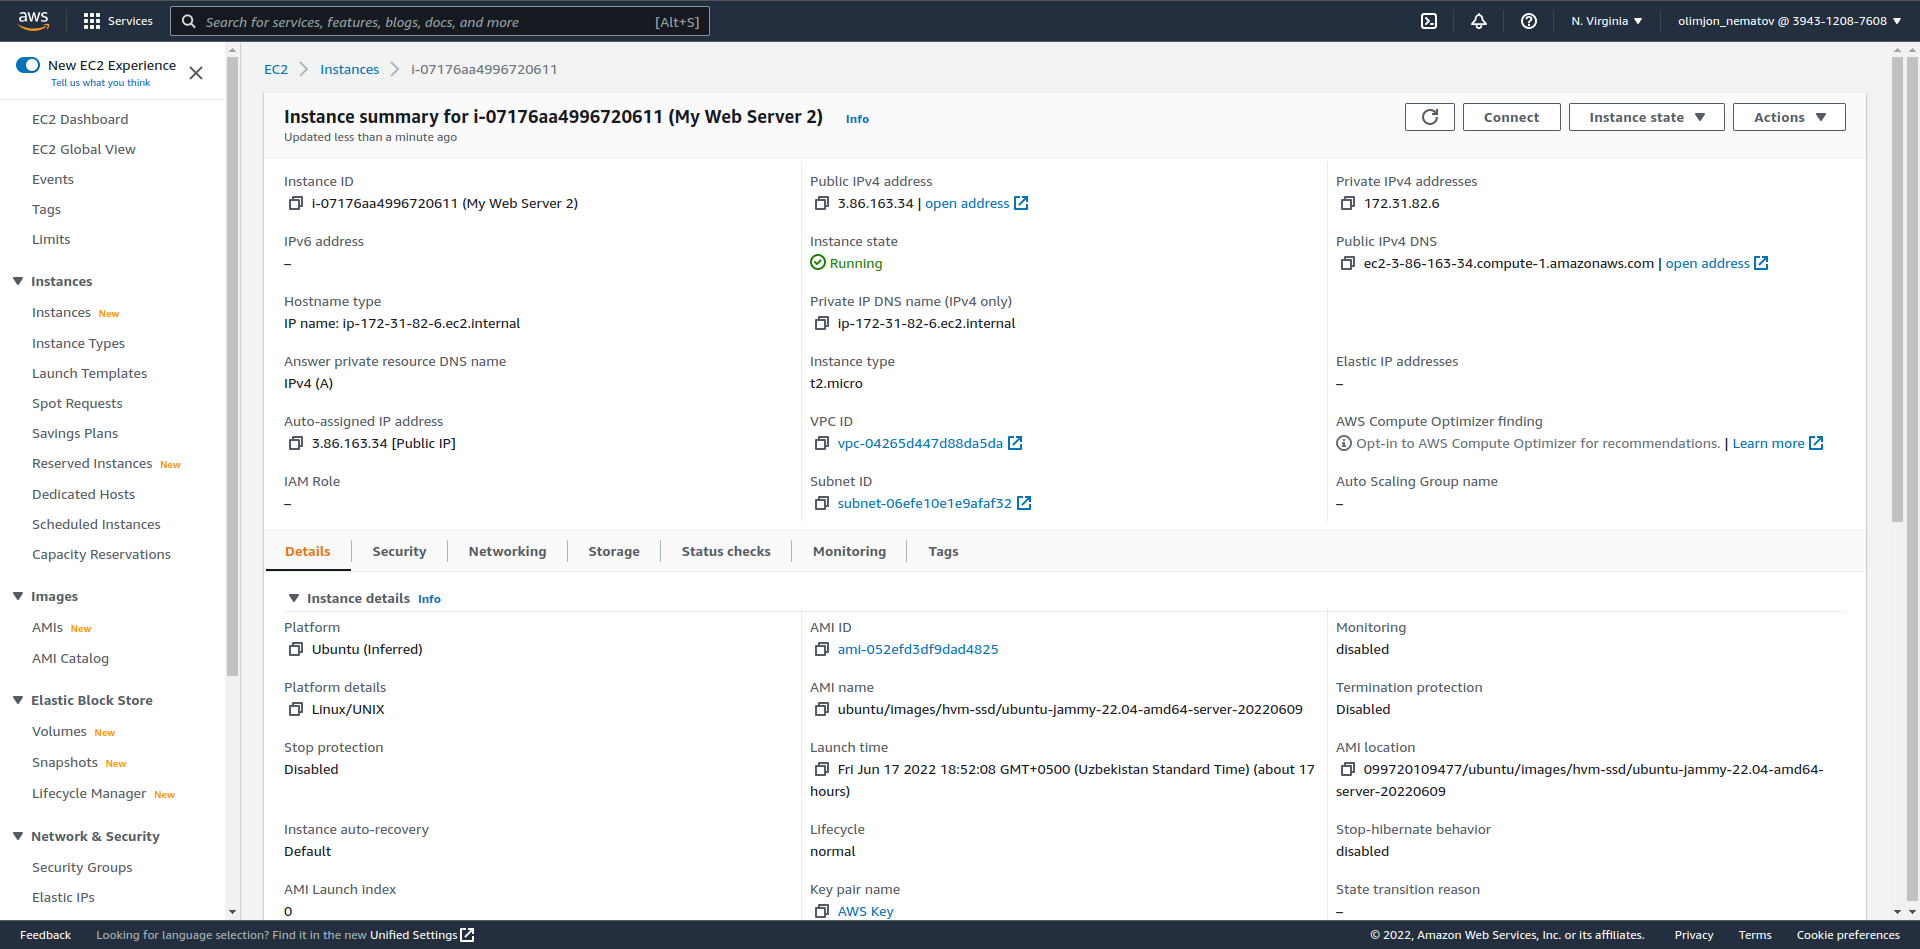 aws
Services
Search for services, features, blogs, docs, and more
[Alt+S]
N. Virginia
olimjon_nematov @ 3943-1208-7608
New EC2 Experience
Tell us what you think
EC2 Dashboard
EC2 Global View
Events
Tags
Limits
Instances
Instances New
Instance Types
Launch Templates
Spot Requests
Savings Plans
Reserved Instances New
Dedicated Hosts
Scheduled Instances
Capacity Reservations
Images
AMIs New
AMI Catalog
Elastic Block Store
Volumes New
Snapshots New
Lifecycle Manager New
Network & Security
Security Groups
Elastic IPs
EC2 Instances i-07176aa4996720611
Instance summary for i-07176aa4996720611 (My Web Server 2) Info
Updated less than a minute ago
Connect
Instance state
Actions
Instance ID
i-07176aa4996720611 (My Web Server 2)
Public IPv4 address
3.86.163.34 | open address
Private IPv4 addresses
172.31.82.6
IPv6 address
–
Instance state
Running
Public IPv4 DNS
ec2-3-86-163-34.compute-1.amazonaws.com | open address
Hostname type
IP name: ip-172-31-82-6.ec2.internal
Private IP DNS name (IPv4 only)
ip-172-31-82-6.ec2.internal
Answer private resource DNS name
IPv4 (A)
Instance type
t2.micro
Elastic IP addresses
–
Auto-assigned IP address
3.86.163.34 [Public IP]
VPC ID
vpc-04265d447d88da5da
AWS Compute Optimizer finding
Opt-in to AWS Compute Optimizer for recommendations. | Learn more
IAM Role
–
Subnet ID
subnet-06efe10e1e9afaf32
Auto Scaling Group name
–
Details
Security
Networking
Storage
Status checks
Monitoring
Tags
Instance details Info
Platform
Ubuntu (Inferred)
AMI ID
ami-052efd3df9dad4825
Monitoring
disabled
Platform details
Linux/UNIX
AMI name
ubuntu/images/hvm-ssd/ubuntu-jammy-22.04-amd64-server-20220609
Termination protection
Disabled
Stop protection
Disabled
Launch time
Fri Jun 17 2022 18:52:08 GMT+0500 (Uzbekistan Standard Time) (about 17
hours)
AMI location
099720109477/ubuntu/images/hvm-ssd/ubuntu-jammy-22.04-amd64-
server-20220609
Instance auto-recovery
Default
Lifecycle
normal
Stop-hibernate behavior
disabled
AMI Launch index
0
Key pair name
AWS Key
State transition reason
–
Feedback
Looking for language selection? Find it in the new Unified Settings
© 2022, Amazon Web Services, Inc. or its affiliates.
Privacy
Terms
Cookie preferences